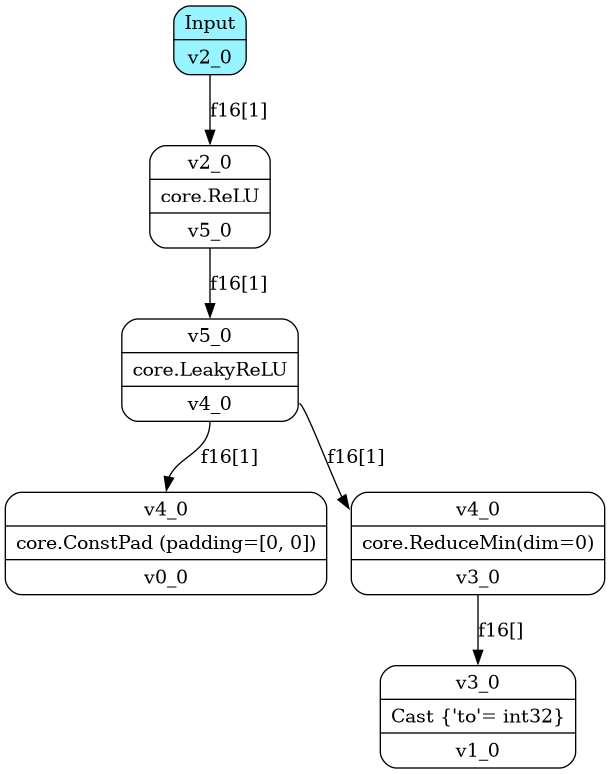 Input
v2_0
f16[1]
v2_0
core.ReLU
v5_0
f16[1]
v5_0
core.LeakyReLU
v4_0
f16[1]
f16[1]
v4_0
core.ConstPad (padding=[0, 0])
v0_0
v4_0
core.ReduceMin(dim=0)
v3_0
f16[]
v3_0
Cast {'to'= int32}
v1_0